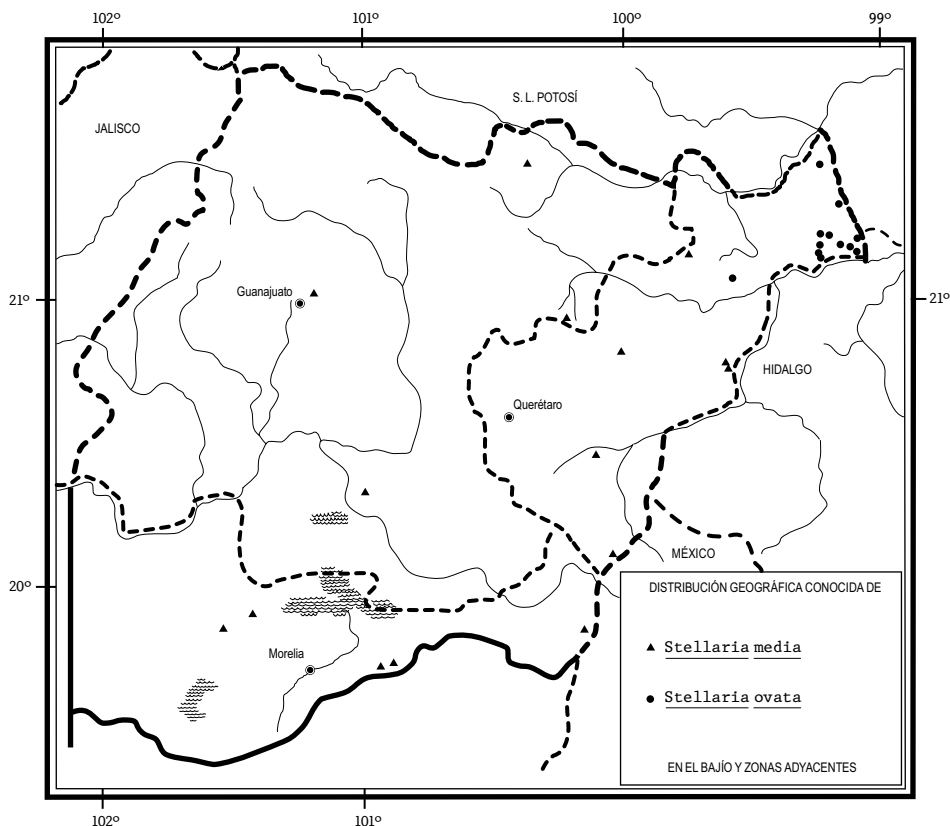 102º 101º 100º 99º
S. L. POTOSÍ
JALISCO
Guanajuato
21º 21º
HIDALGO
Querétaro
MÉXICO
20º
DISTRIBUCIÓN GEOGRÁFICA CONOCIDA DE
Stellaria media
Morelia
Stellaria ovata
EN EL BAJÍO Y ZONAS ADYACENTES
102º 101º